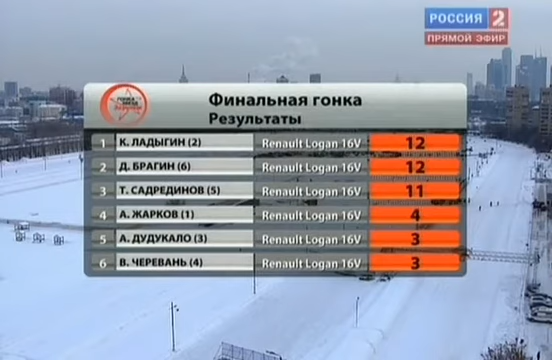 РОССИЯ 2
ПРЯМОЙ ЭФИР
Финальная гонка
Результаты
1 К. ЛАДЫГИН (2) Renault Logan 16V 12
2 Д. БРАГИН (6) Renault Logan 16V 12
3 Т. САДРЕДИНОВ (5) Renault Logan 16V 11
4 А. ЖАРКОВ (1) Renault Logan 16V 4
5 А. ДУДУКАЛО (3) Renault Logan 16V 3
6 В. ЧЕРЕВАНЬ (4) Renault Logan 16V 3